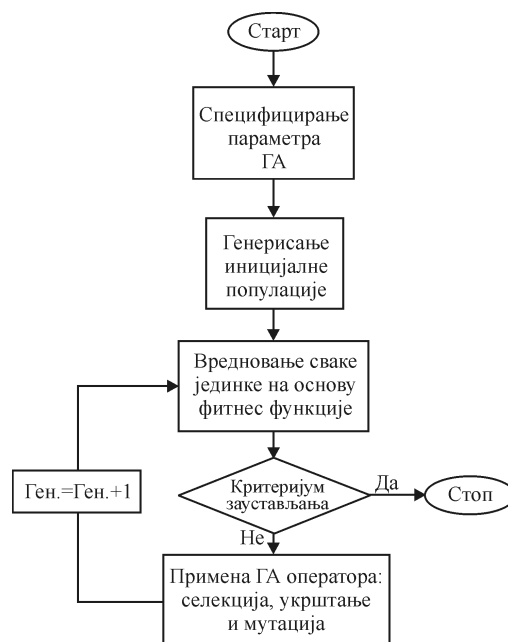 Старт
Специфицирање
параметра
ГА
Генерисање
иницијалне
популације
Вредновање сваке
јединке на основу
фитнес функције
Ген.=Ген.+1
Критеријум
заустављања
Да
Стоп
Не
Примена ГА оператора:
селекција, укрштање
и мутација